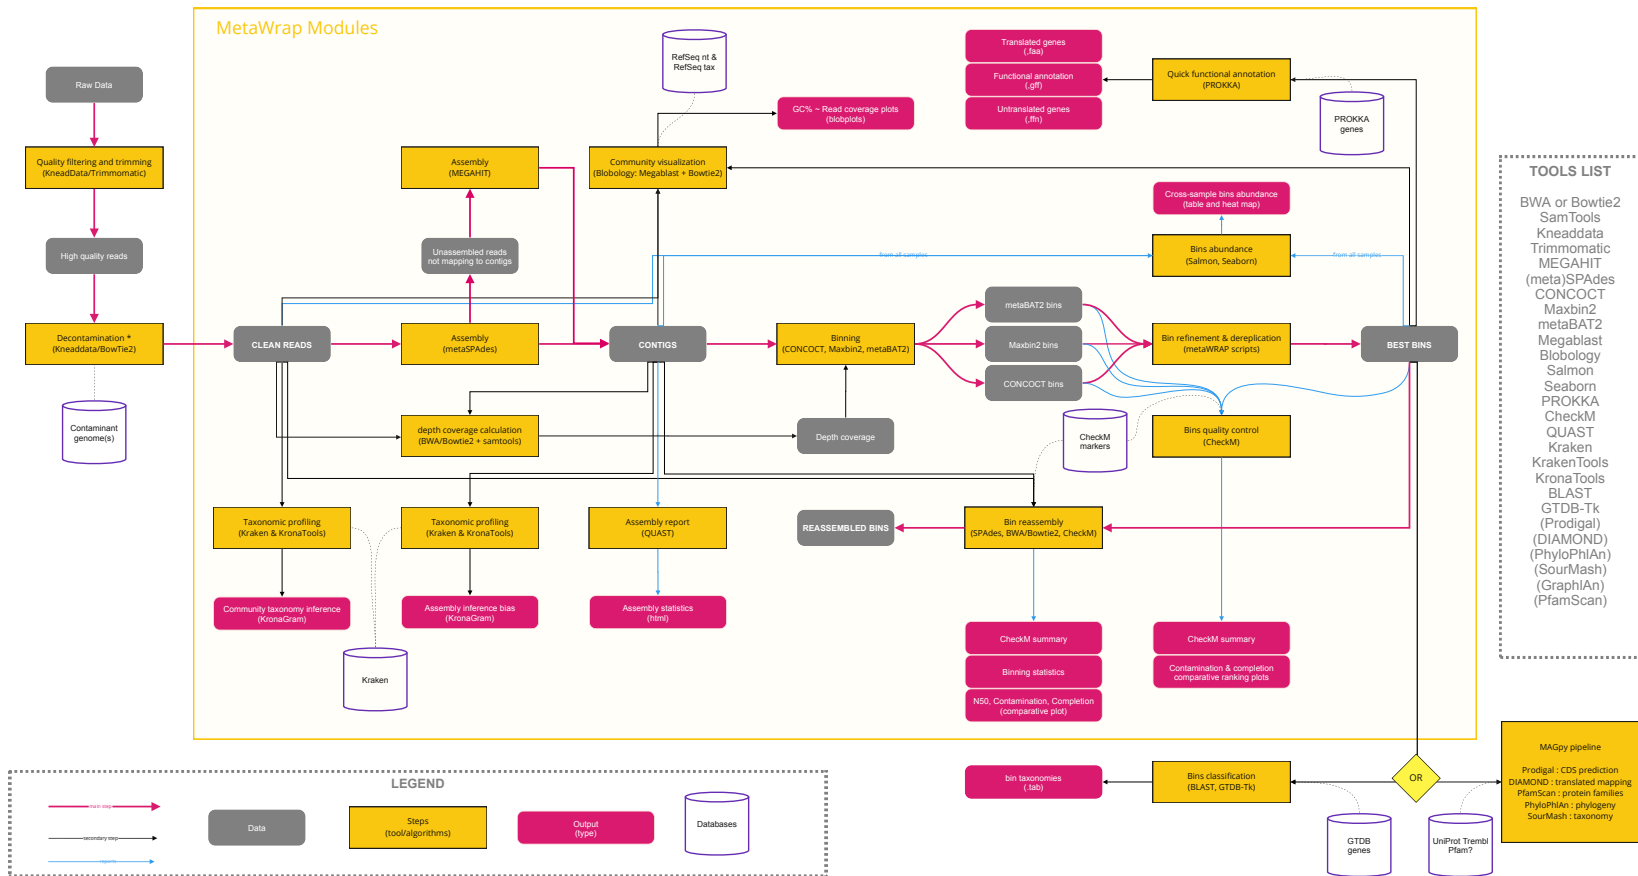 MetaWrap Modules
Raw Data
Quality filtering and trimming
(KneadData/Trimmomatic)
High quality reads
Decontamination *
(Kneaddata/BowTie2)
Contaminant
genome(s)
CLEAN READS
Assembly
(MEGAHIT)
Unassembled reads
not mapping to contigs
Assembly
(metaSPAdes)
depth coverage calculation
(BWA/Bowtie2 + samtools)
Taxonomic profiling
(Kraken & KronaTools)
Community taxonomy inference
(KronaGram)
Taxonomic profiling
(Kraken & KronaTools)
Assembly inference bias
(KronaGram)
Kraken
RefSeq nt &
RefSeq tax
GC% ~ Read coverage plots
(blobplots)
Community visualization
(Blobology: Megablast + Bowtie2)
from all samples
CONTIGS
Assembly report
(QUAST)
Assembly statistics
(html)
Binning
(CONCOCT, Maxbin2, metaBAT2)
Depth coverage
metaBAT2 bins
Maxbin2 bins
CONCOCT bins
CheckM
markers
Translated genes
(.faa)
Functional annotation
(.gff)
Untranslated genes
(.ffn)
Quick functional annotation
(PROKKA)
PROKKA
genes
Cross-sample bins abundance
(table and heat map)
Bins abundance
(Salmon, Seaborn)
from all samples
Bin refinement & dereplication
(metaWRAP scripts)
BEST BINS
Bins quality control
(CheckM)
REASSEMBLED BINS
Bin reassembly
(SPAdes, BWA/Bowtie2, CheckM)
CheckM summary
Binning statistics
N50, Contamination, Completion
(comparative plot)
CheckM summary
Contamination & completion
comparative ranking plots
bin taxonomies
(.tab)
Bins classification
(BLAST, GTDB-Tk)
OR
GTDB
genes
UniProt Trembl
Pfam?
MAGpy pipeline
Prodigal : CDS prediction
DIAMOND : translated mapping
PfamScan : protein families
PhyloPhlAn : phylogeny
SourMash : taxonomy
TOOLS LIST
BWA or Bowtie2
SamTools
Kneaddata
Trimmomatic
MEGAHIT
(meta)SPAdes
CONCOCT
Maxbin2
metaBAT2
Megablast
Blobology
Salmon
Seaborn
PROKKA
CheckM
QUAST
Kraken
KrakenTools
KronaTools
BLAST
GTDB-Tk
(Prodigal)
(DIAMOND)
(PhyloPhlAn)
(SourMash)
(GraphlAn)
(PfamScan)
LEGEND
main step
secondary step
reports
Data
Steps
(tool/algorithms)
Output
(type)
Databases